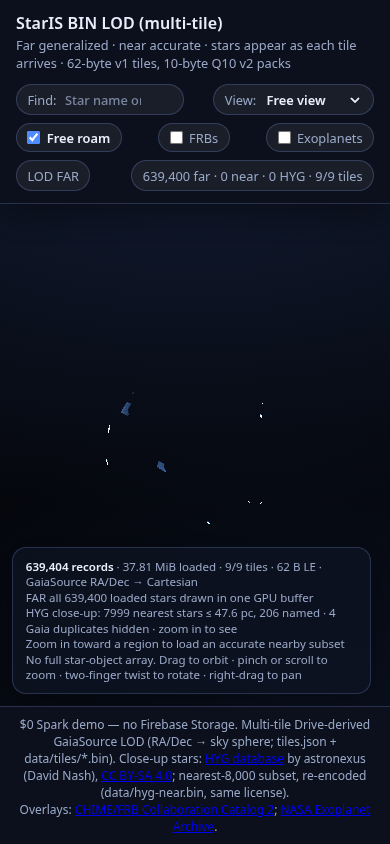 StarIS BIN LOD (multi-tile)
Far generalized · near accurate · stars appear as each tile
arrives · 62-byte v1 tiles, 10-byte Q10 v2 packs
Find: Star name or
View: Free view
Free roam
FRBs
Exoplanets
LOD FAR
639,400 far · 0 near · 0 HYG · 9/9 tiles
639,404 records · 37.81 MiB loaded · 9/9 tiles · 62 B LE ·
GaiaSource RA/Dec → Cartesian
FAR all 639,400 loaded stars drawn in one GPU buffer
HYG close-up: 7999 nearest stars ≤ 47.6 pc, 206 named · 4
Gaia duplicates hidden · zoom in to see
Zoom in toward a region to load an accurate nearby subset
No full star-object array. Drag to orbit · pinch or scroll to
zoom · two-finger twist to rotate · right-drag to pan
$0 Spark demo — no Firebase Storage. Multi-tile Drive-derived
GaiaSource LOD (RA/Dec → sky sphere; tiles.json +
data/tiles/*.bin). Close-up stars: HYG database by astronexus
(David Nash), CC BY-SA 4.0; nearest-8,000 subset, re-encoded
(data/hyg-near.bin, same license).
Overlays: CHIME/FRB Collaboration Catalog 2; NASA Exoplanet
Archive.